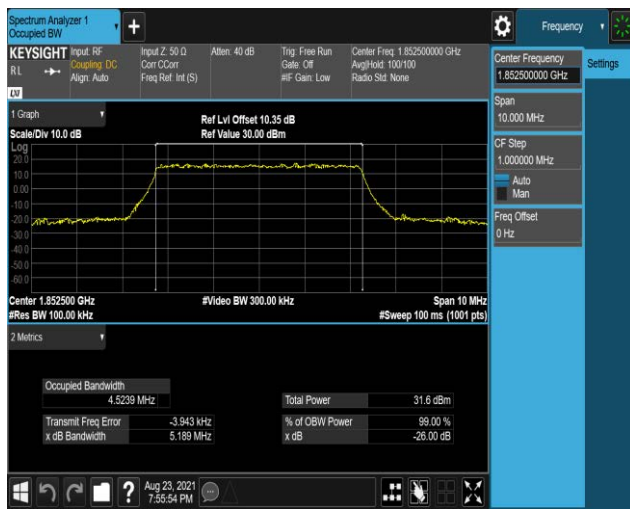 Spectrum Analyzer 1
Occupied BW
Frequency
KEYSIGHT
RL
LXI
Input: RF
Coupling: DC
Align: Auto
Input Z: 50 Ω
Corr CCorr
Freq Ref: Int (S)
Atten: 40 dB
Trig: Free Run
Gate: Off
#IF Gain: Low
Center Freq: 1.852500000 GHz
Avg|Hold: 100/100
Radio Std: None
1 Graph
Scale/Div 10.0 dB
Ref Lvl Offset 10.35 dB
Ref Value 30.00 dBm
Log
20.0
10.0
0.00
-10.0
-20.0
-30.0
-40.0
-50.0
-60.0
Center 1.852500 GHz
#Video BW 300.00 kHz
Span 10 MHz
#Res BW 100.00 kHz
#Sweep 100 ms (1001 pts)
2 Metrics
Occupied Bandwidth
4.5239 MHz
Total Power 31.6 dBm
Transmit Freq Error -3.943 kHz
% of OBW Power 99.00 %
x dB Bandwidth 5.189 MHz
x dB -26.00 dB
Aug 23, 2021
7:55:54 PM
Center Frequency
1.852500000 GHz
Settings
Span
10.000 MHz
CF Step
1.000000 MHz
Auto
Man
Freq Offset
0 Hz